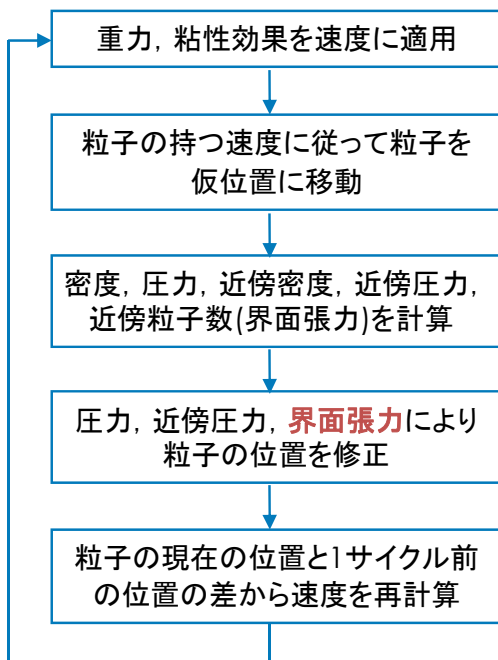 重力, 粘性効果を速度に適用
粒子の持つ速度に従って粒子を
仮位置に移動
密度, 圧力, 近傍密度, 近傍圧力,
近傍粒子数(界面張力)を計算
圧力, 近傍圧力, 界面張力により
粒子の位置を修正
粒子の現在の位置と1サイクル前
の位置の差から速度を再計算